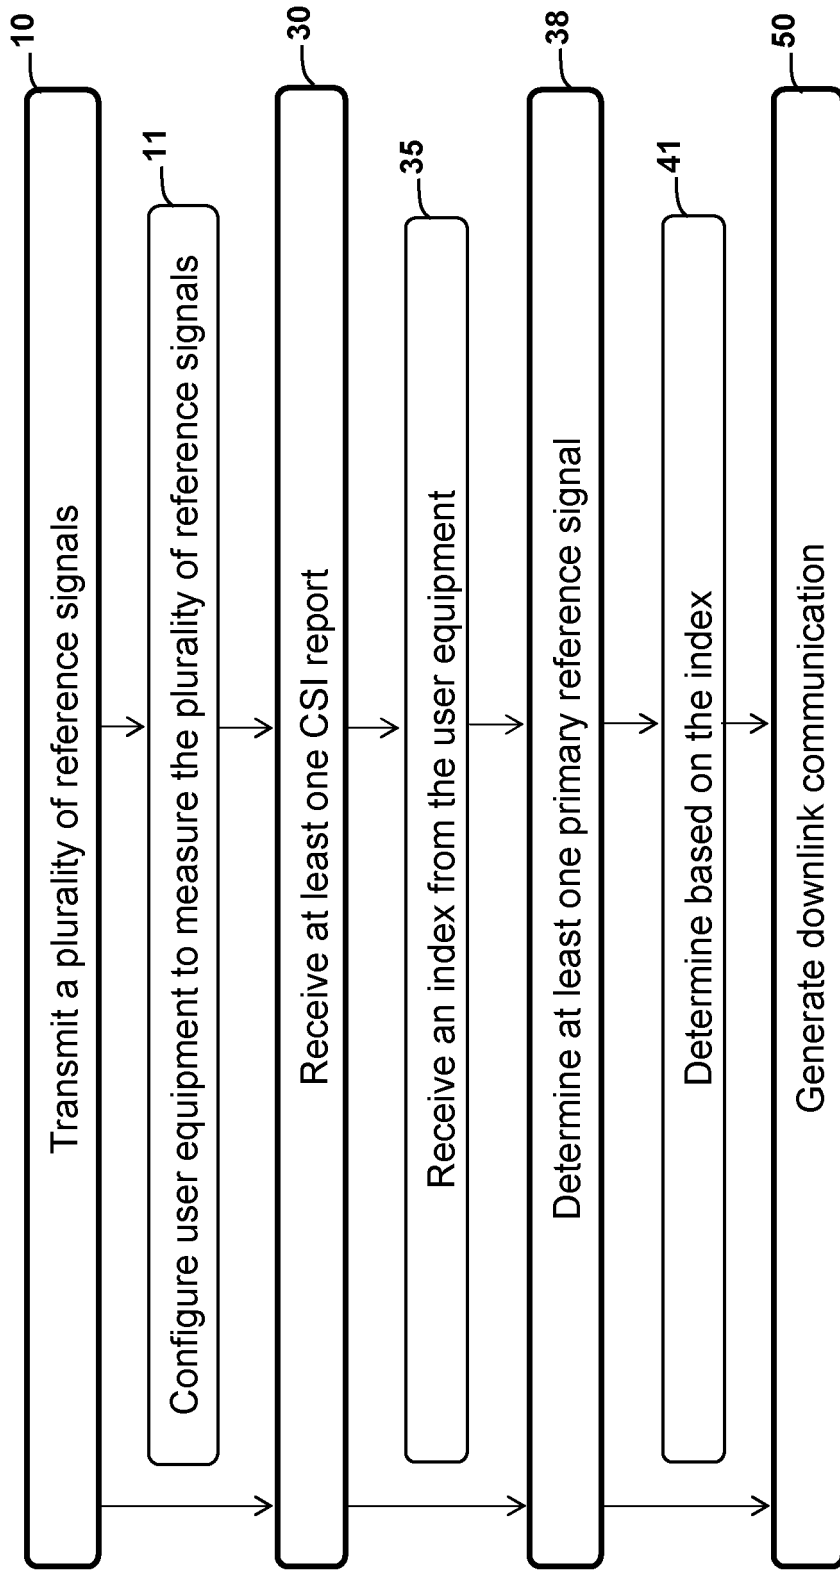 10
Transmit a plurality of reference signals
11
Configure user equipment to measure the plurality of reference signals
30
Receive at least one CSI report
35
Receive an index from the user equipment
38
Determine at least one primary reference signal
41
Determine based on the index
50
Generate downlink communication